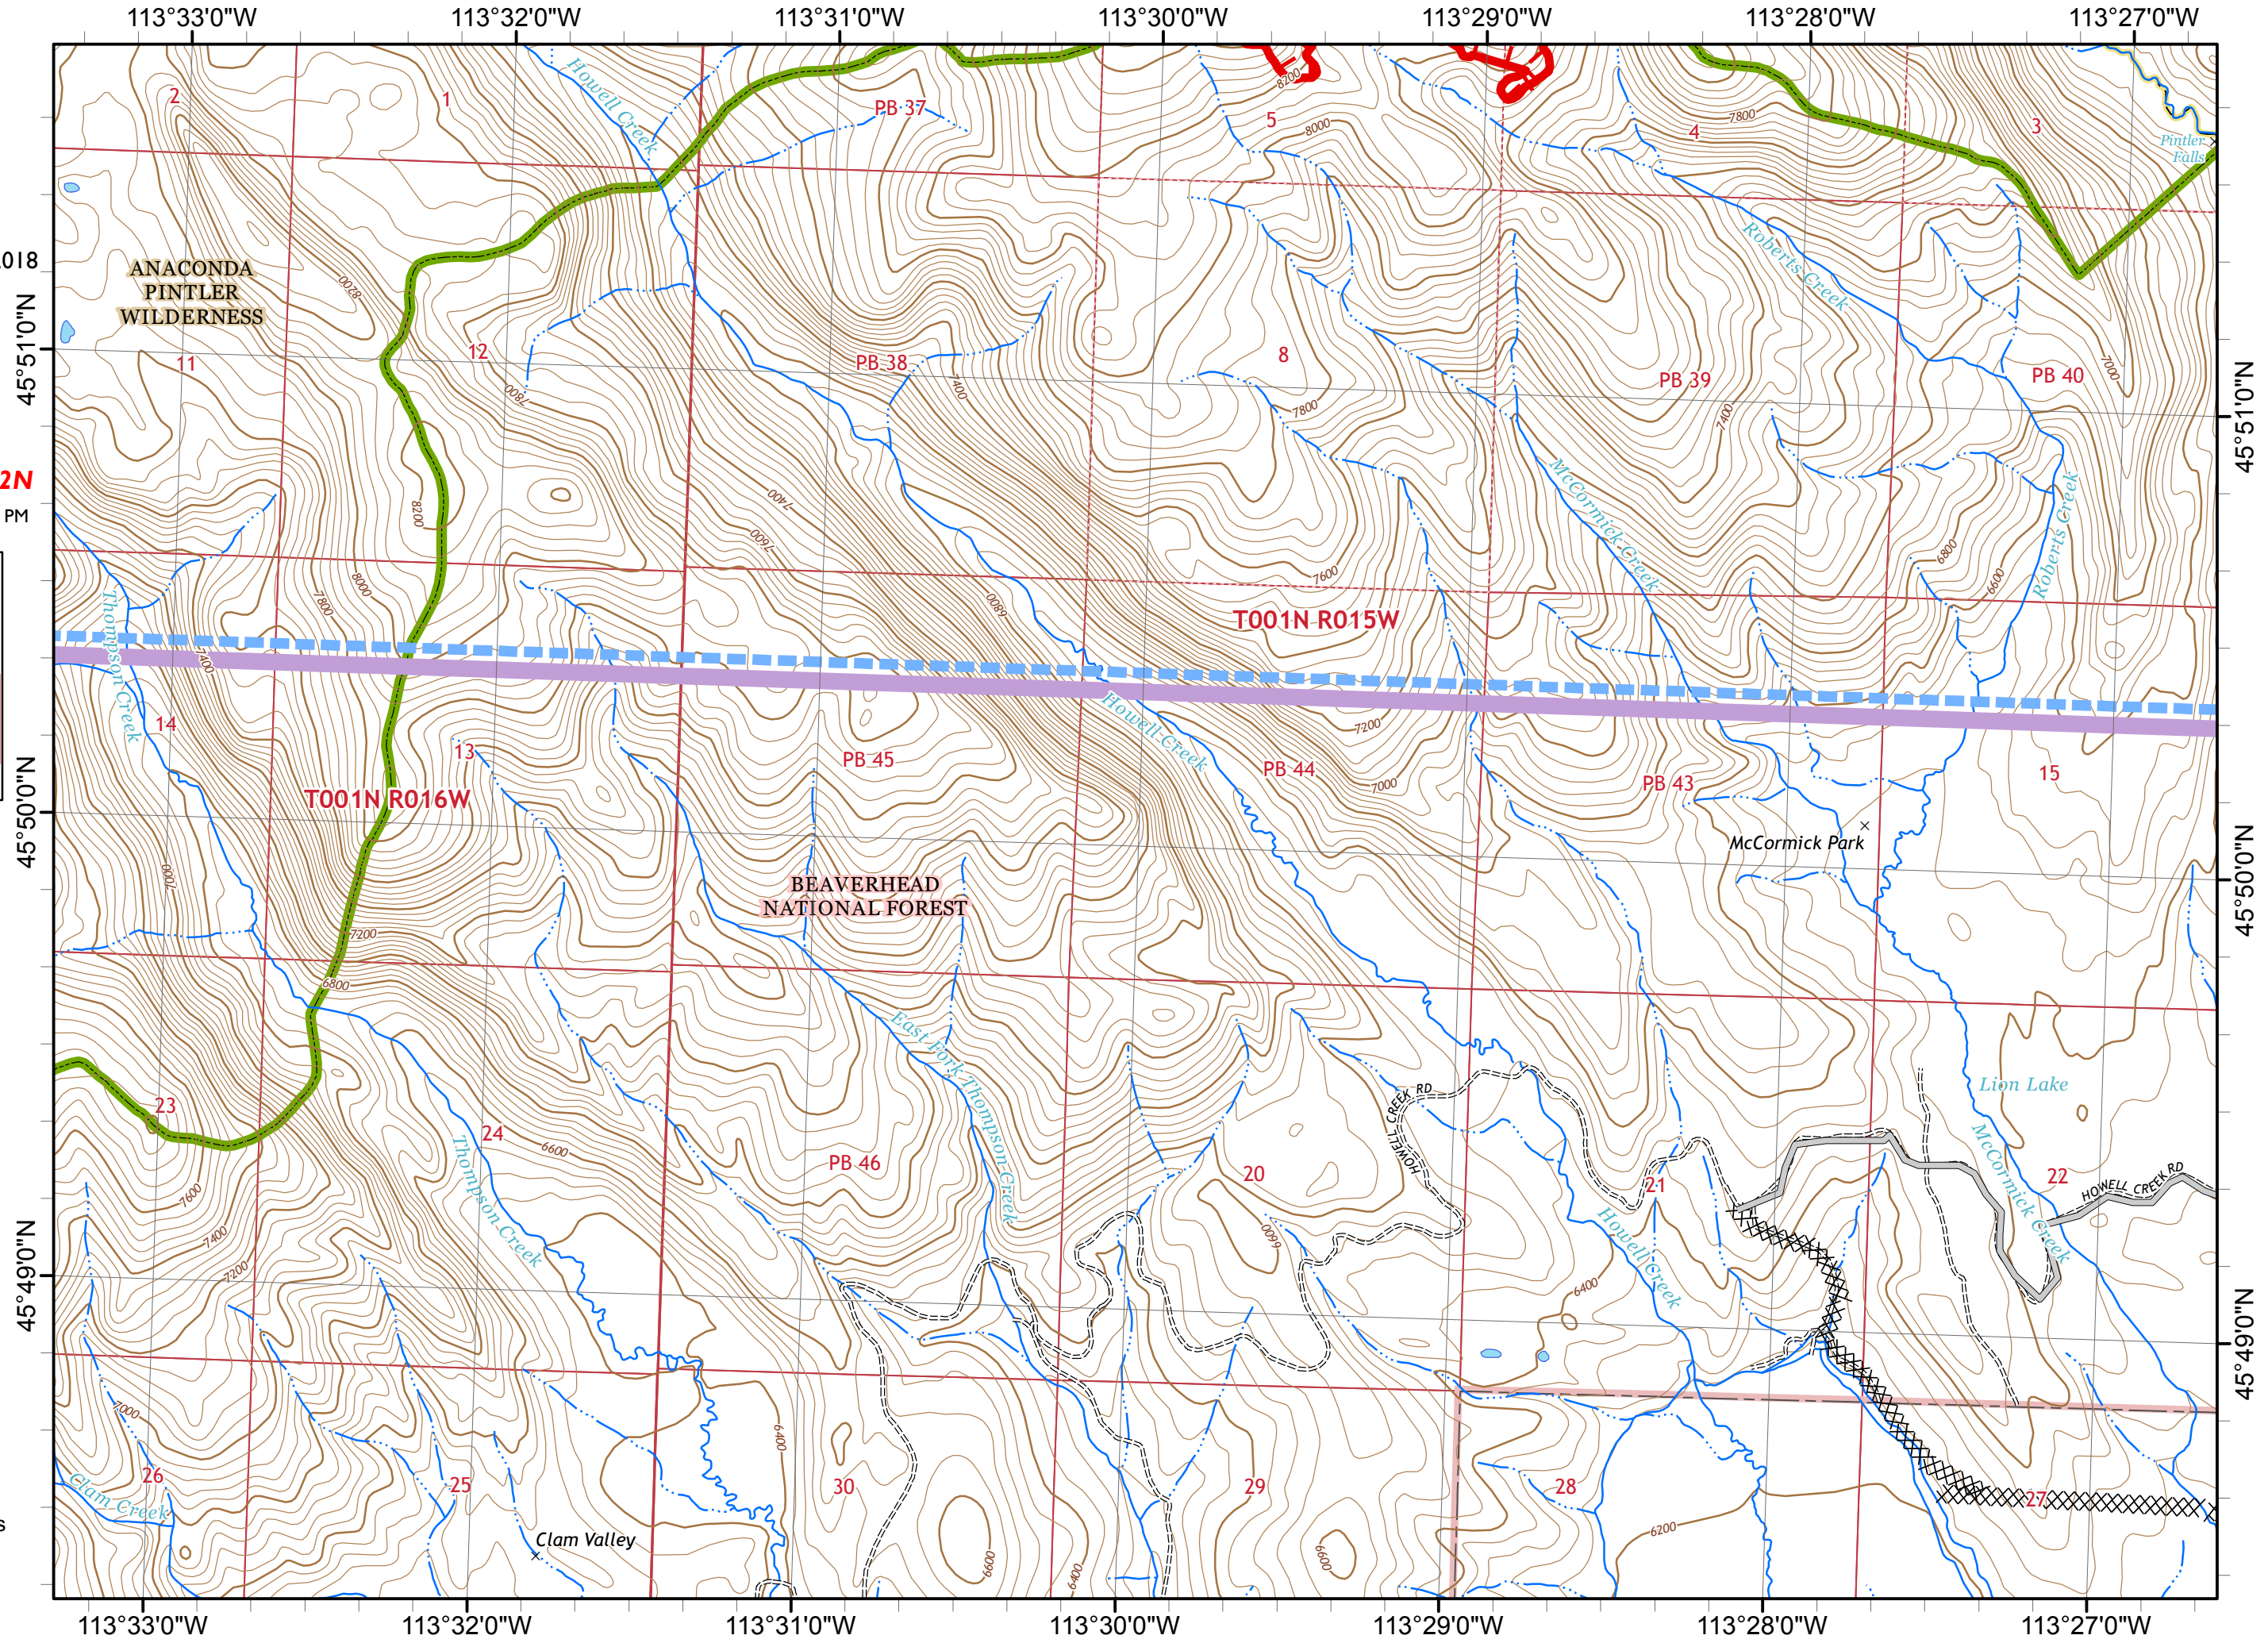 113°33'0"W 113°32'0"W 113°31'0"W 113°30'0"W 113°29'0"W 113°28'0"W 113°27'0"W
Howell Creek
8200
2
1
PB 37
5
8000
4
7800
3
Pintler
Falls
018
ANACONDA
PINTLER
WILDERNESS
8200
Roberts Creek
45°51'0"N
11
12
7800
PB 38
7400
8
7800
PB 39
7400
PB 40
7000
45°51'0"N
2N
PM
8200
7400
7600
McCormick Creek
Roberts Creek
6800
6600
8000
7800
6800
7600
T001N R015W
Thompson Creek
7400
14
13
PB 45
Howell Creek
7200
PB 44
7000
PB 43
15
45°50'0"N
T001N R016W
McCormick Park
7000
BEAVERHEAD
NATIONAL FOREST
45°50'0"N
7200
6800
East Fork Thompson Creek
Lion Lake
23
24
6600
Thompson Creek
PB 46
HOWELL CREEK RD
20
21
McCormick Creek
22
HOWELL CREEK RD
7600
7400
7200
6600
Howell Creek
6400
45°49'0"N
45°49'0"N
7000
26
25
6400
30
29
28
27
Clam Creek
s
Clam Valley
6600
6400
6600
6200
113°33'0"W 113°32'0"W 113°31'0"W 113°30'0"W 113°29'0"W 113°28'0"W 113°27'0"W